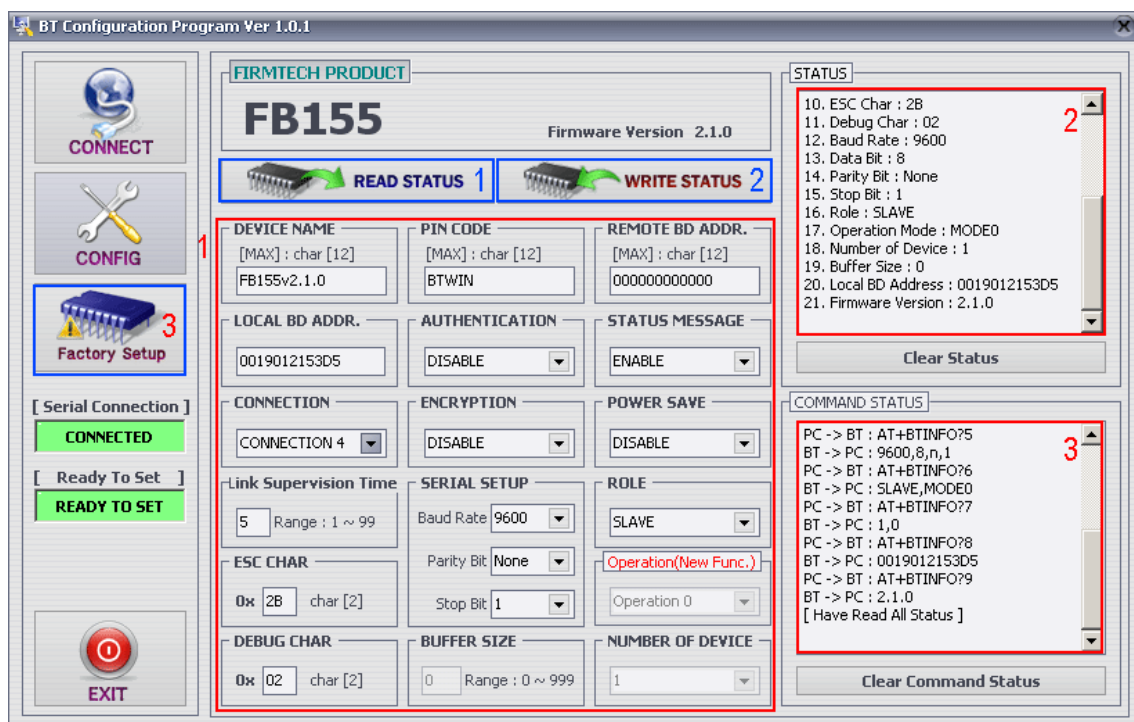 BT Configuration Program Ver 1.0.1
CONNECT
CONFIG
1
3
Factory Setup
[ Serial Connection ]
CONNECTED
[ Ready To Set ]
READY TO SET
EXIT
FIRMTECH PRODUCT
FB155
Firmware Version 2.1.0
READ STATUS 1
WRITE STATUS 2
DEVICE NAME
[MAX] : char [12]
FB155v2.1.0
PIN CODE
[MAX] : char [12]
BTWIN
REMOTE BD ADDR.
[MAX] : char [12]
000000000000
LOCAL BD ADDR.
0019012153D5
AUTHENTICATION
DISABLE
STATUS MESSAGE
ENABLE
CONNECTION
CONNECTION 4
ENCRYPTION
DISABLE
POWER SAVE
DISABLE
Link Supervision Time
5 Range : 1 ~ 99
SERIAL SETUP
Baud Rate 9600
Parity Bit None
Stop Bit 1
ROLE
SLAVE
ESC CHAR
0x 2B char [2]
Operation(New Func.)
Operation 0
DEBUG CHAR
0x 02 char [2]
BUFFER SIZE
0 Range : 0 ~ 999
NUMBER OF DEVICE
1
STATUS
2
10. ESC Char : 2B
11. Debug Char : 02
12. Baud Rate : 9600
13. Data Bit : 8
14. Parity Bit : None
15. Stop Bit : 1
16. Role : SLAVE
17. Operation Mode : MODE0
18. Number of Device : 1
19. Buffer Size : 0
20. Local BD Address : 0019012153D5
21. Firmware Version : 2.1.0
Clear Status
COMMAND STATUS
3
PC -> BT : AT+BTINFO?5
BT -> PC : 9600,8,n,1
PC -> BT : AT+BTINFO?6
BT -> PC : SLAVE,MODE0
PC -> BT : AT+BTINFO?7
BT -> PC : 1,0
PC -> BT : AT+BTINFO?8
BT -> PC : 0019012153D5
PC -> BT : AT+BTINFO?9
BT -> PC : 2.1.0
[ Have Read All Status ]
Clear Command Status